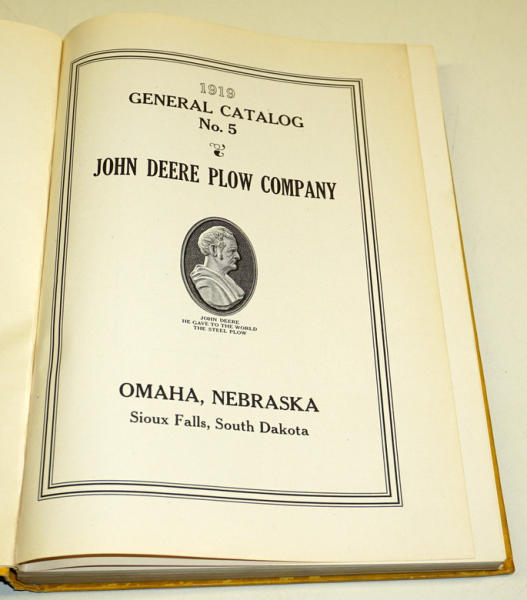 1919
GENERAL CATALOG
No. 5
JOHN DEERE PLOW COMPANY
JOHN DEERE
HE GAVE TO THE WORLD
THE STEEL PLOW
OMAHA, NEBRASKA
Sioux Falls, South Dakota